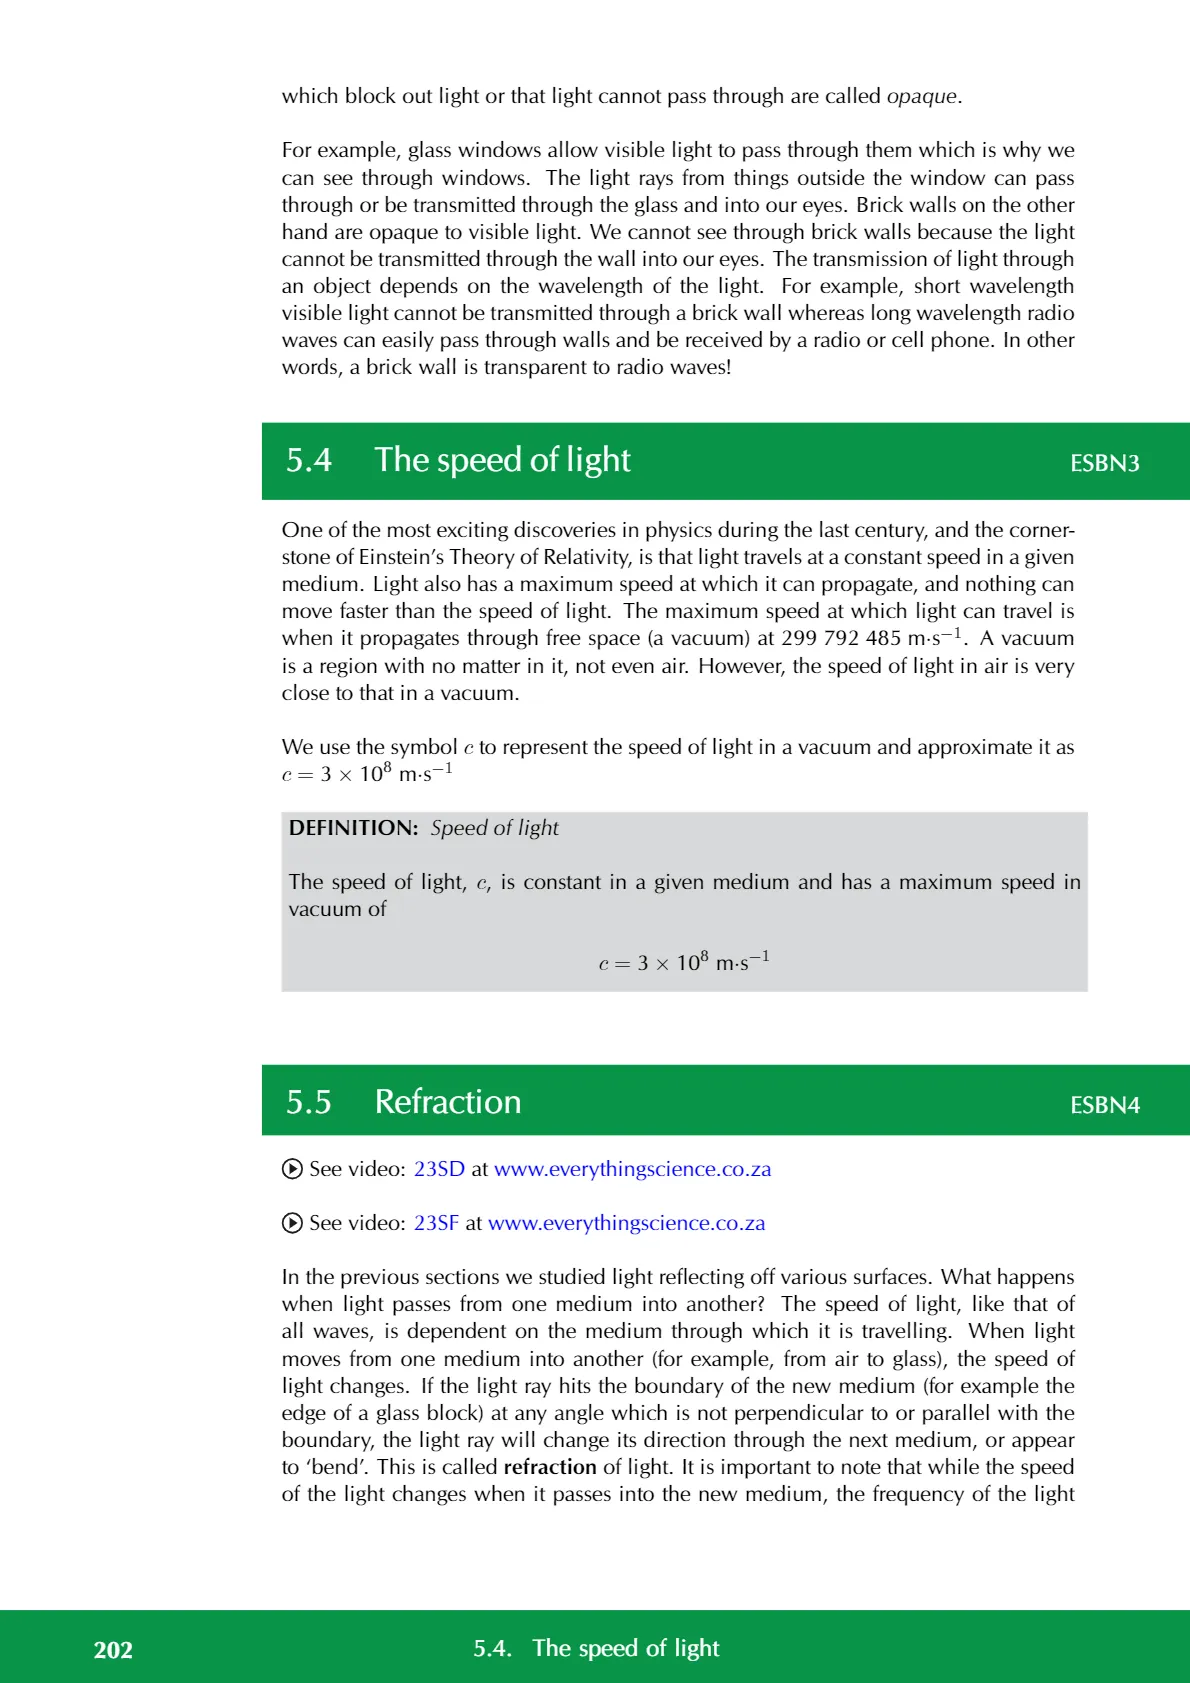 which block out light or that light cannot pass through are called opaque.
For example, glass windows allow visible light to pass through them which is why we
can see through windows. The light rays from things outside the window can pass
through or be transmitted through the glass and into our eyes. Brick walls on the other
hand are opaque to visible light. We cannot see through brick walls because the light
cannot be transmitted through the wall into our eyes. The transmission of light through
an object depends on the wavelength of the light. For example, short wavelength
visible light cannot be transmitted through a brick wall whereas long wavelength radio
waves can easily pass through walls and be received by a radio or cell phone. In other
words, a brick wall is transparent to radio waves!
5.4 The speed of light ESBN3
One of the most exciting discoveries in physics during the last century, and the corner-
stone of Einstein’s Theory of Relativity, is that light travels at a constant speed in a given
medium. Light also has a maximum speed at which it can propagate, and nothing can
move faster than the speed of light. The maximum speed at which light can travel is
when it propagates through free space (a vacuum) at 299 792 485 m·s⁻¹. A vacuum
is a region with no matter in it, not even air. However, the speed of light in air is very
close to that in a vacuum.
We use the symbol c to represent the speed of light in a vacuum and approximate it as
c = 3 × 10⁸ m·s⁻¹
DEFINITION: Speed of light
The speed of light, c, is constant in a given medium and has a maximum speed in
vacuum of
c = 3 × 10⁸ m·s⁻¹
5.5 Refraction ESBN4
See video: 23SD at www.everythingscience.co.za
See video: 23SF at www.everythingscience.co.za
In the previous sections we studied light reflecting off various surfaces. What happens
when light passes from one medium into another? The speed of light, like that of
all waves, is dependent on the medium through which it is travelling. When light
moves from one medium into another (for example, from air to glass), the speed of
light changes. If the light ray hits the boundary of the new medium (for example the
edge of a glass block) at any angle which is not perpendicular to or parallel with the
boundary, the light ray will change its direction through the next medium, or appear
to ‘bend’. This is called refraction of light. It is important to note that while the speed
of the light changes when it passes into the new medium, the frequency of the light
202 5.4. The speed of light